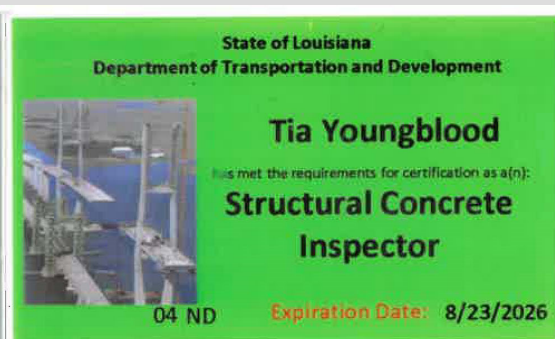 State of Louisiana
Department of Transportation and Development
Tia Youngblood
has met the requirements for certification as a(n):
Structural Concrete
Inspector
04 ND Expiration Date: 8/23/2026